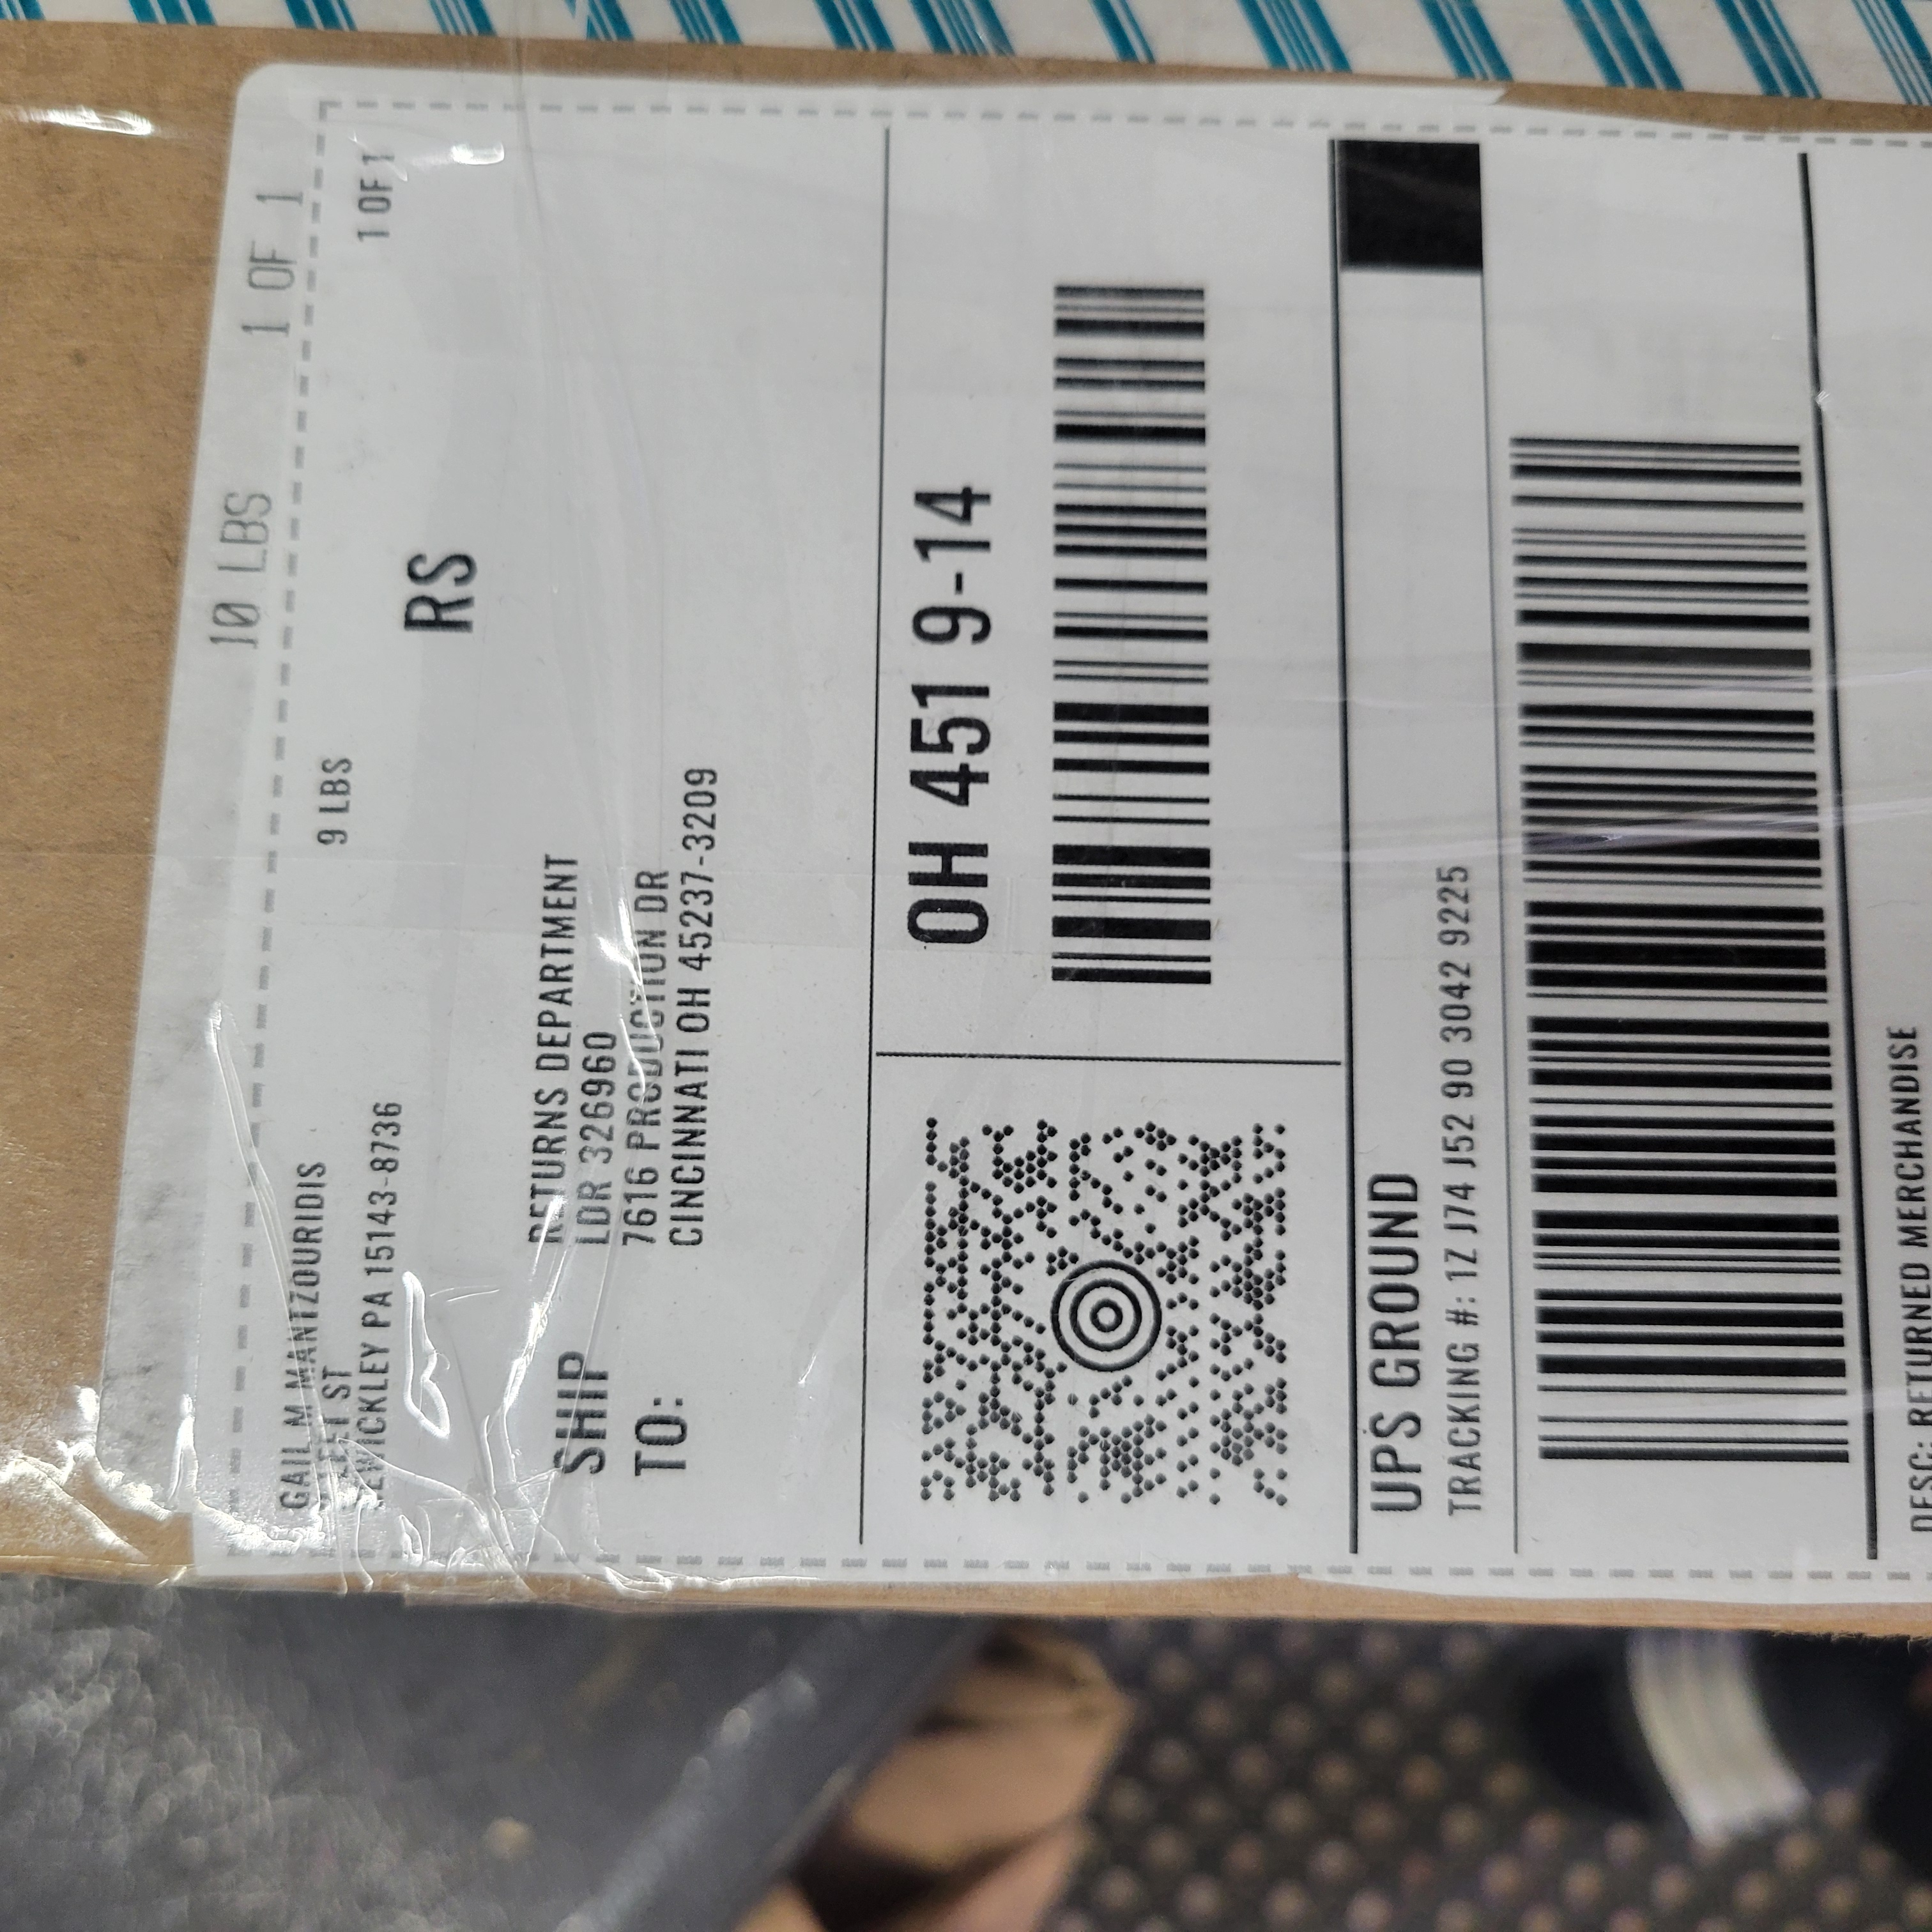 10 LBS 1 OF 1
GAIL M MANTZOURIDIS 9 LBS 1 OF 1
ST
SEWICKLEY PA 15143-8736
RS
SHIP TO:
RETURNS DEPARTMENT
LDR 326960
7616 PRODUCTION DR
CINCINNATI OH 45237-3209
OH 451 9-14
UPS GROUND
TRACKING #: 1Z J74 J52 90 3042 9225
DESC: RETURNED MERCHANDISE